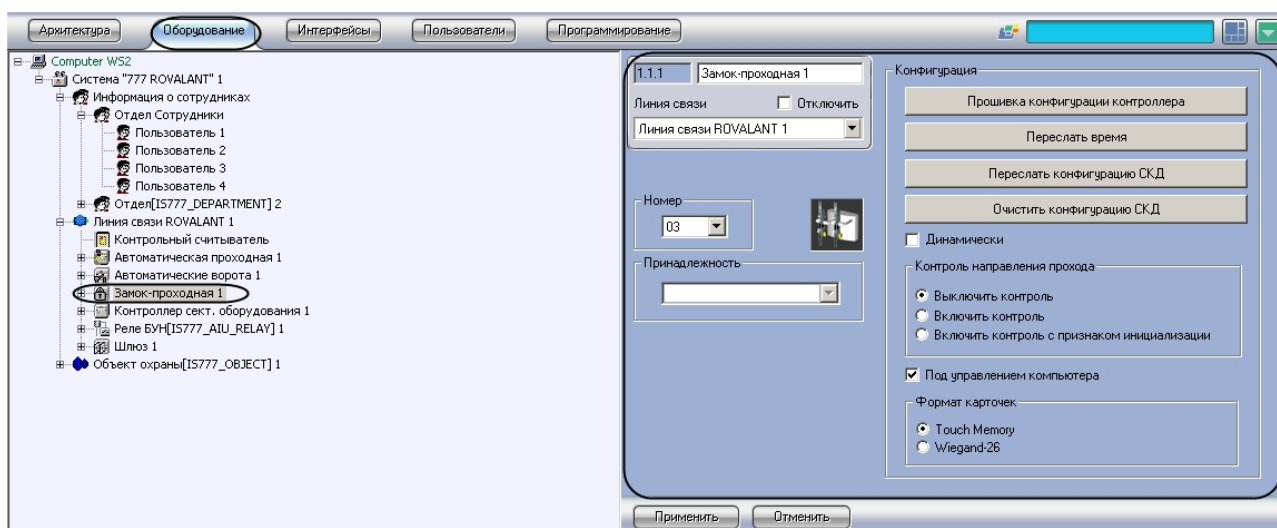 Архитектура Оборудование Интерфейсы Пользователи Программирование
Computer WS2
Система "777 ROVALANT" 1
Информация о сотрудниках
Отдел Сотрудники
Пользователь 1
Пользователь 2
Пользователь 3
Пользователь 4
Отдел[IS777_DEPARTMENT] 2
Линия связи ROVALANT 1
Контрольный считыватель
Автоматическая проходная 1
Автоматические ворота 1
Замок-проходная 1
Контроллер сект. оборудования 1
Реле БУН[IS777_AIU_RELAY] 1
Шлюз 1
Объект охраны[IS777_OBJECT] 1
1.1.1 Замок-проходная 1
Линия связи Отключить
Линия связи ROVALANT 1
Номер
03
Принадлежность
Конфигурация
Прошивка конфигурации контроллера
Переслать время
Переслать конфигурацию СКД
Очистить конфигурацию СКД
Динамически
Контроль направления прохода
Выключить контроль
Включить контроль
Включить контроль с признаком инициализации
Под управлением компьютера
Формат карточек
Touch Memory
Wiegand-26
Применить Отменить